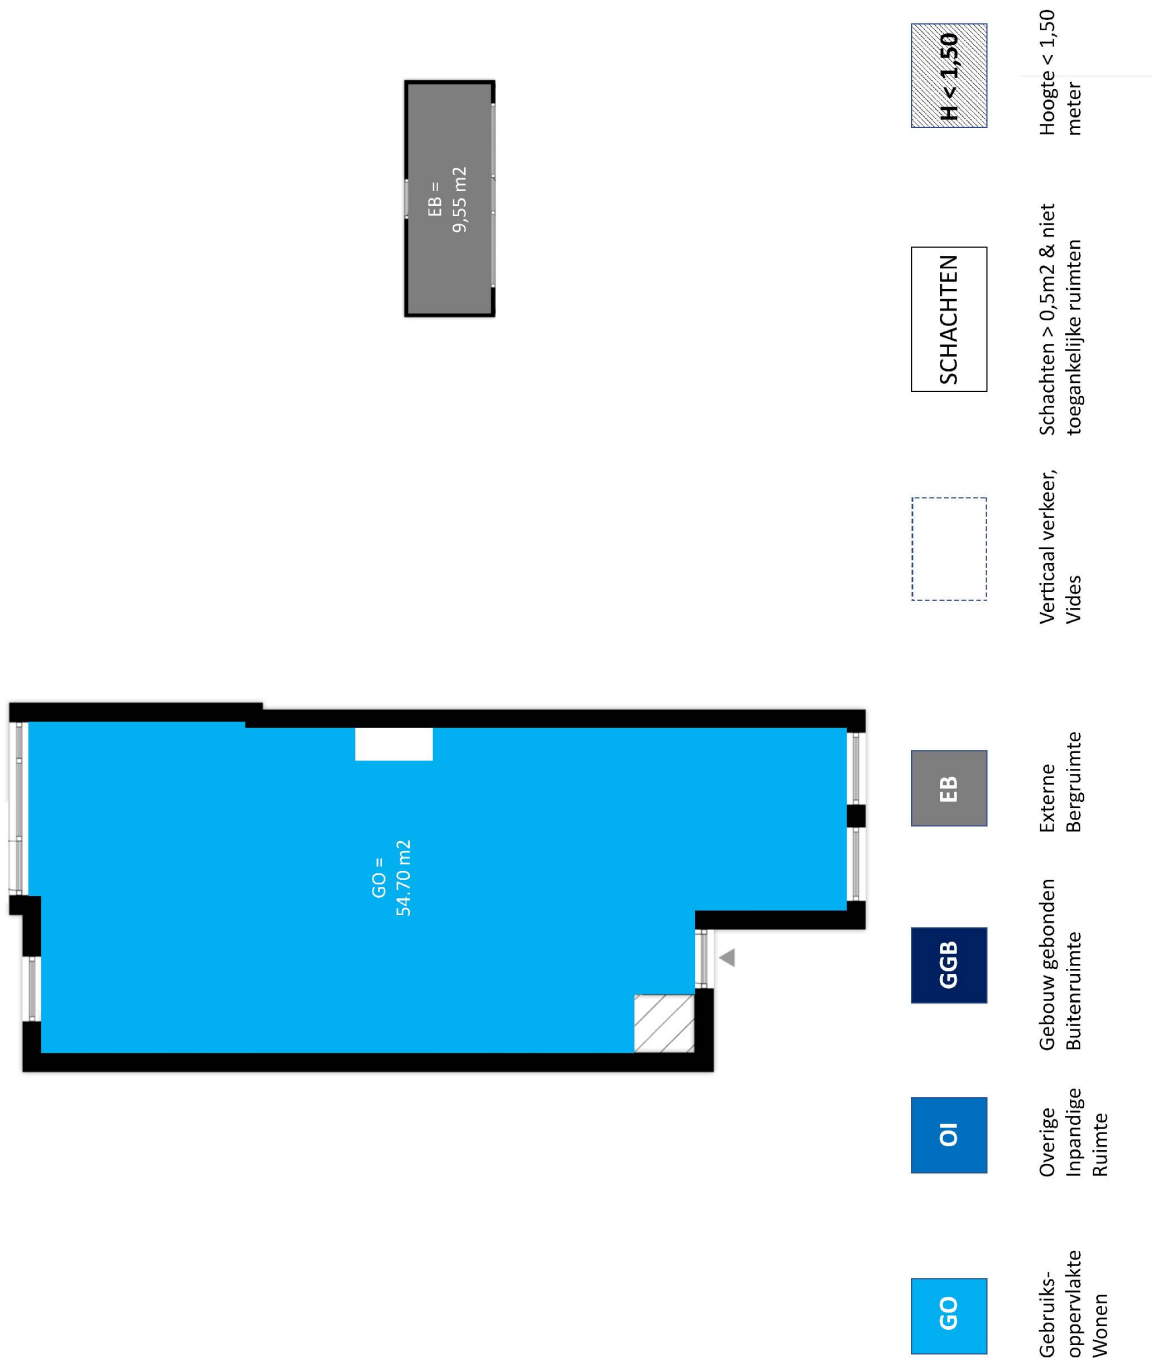 EB =
9,55 m2
GO =
54.70 m2
GO
Gebruiks-
oppervlakte
Wonen
OI
Overige
Inpandige
Ruimte
GGB
Gebouw gebonden
Buitenruimte
EB
Externe
Bergruimte
Verticaal verkeer,
Vides
SCHACHTEN
Schachten > 0,5m2 & niet
toegankelijke ruimten
H < 1,50
Hoogte < 1,50
meter